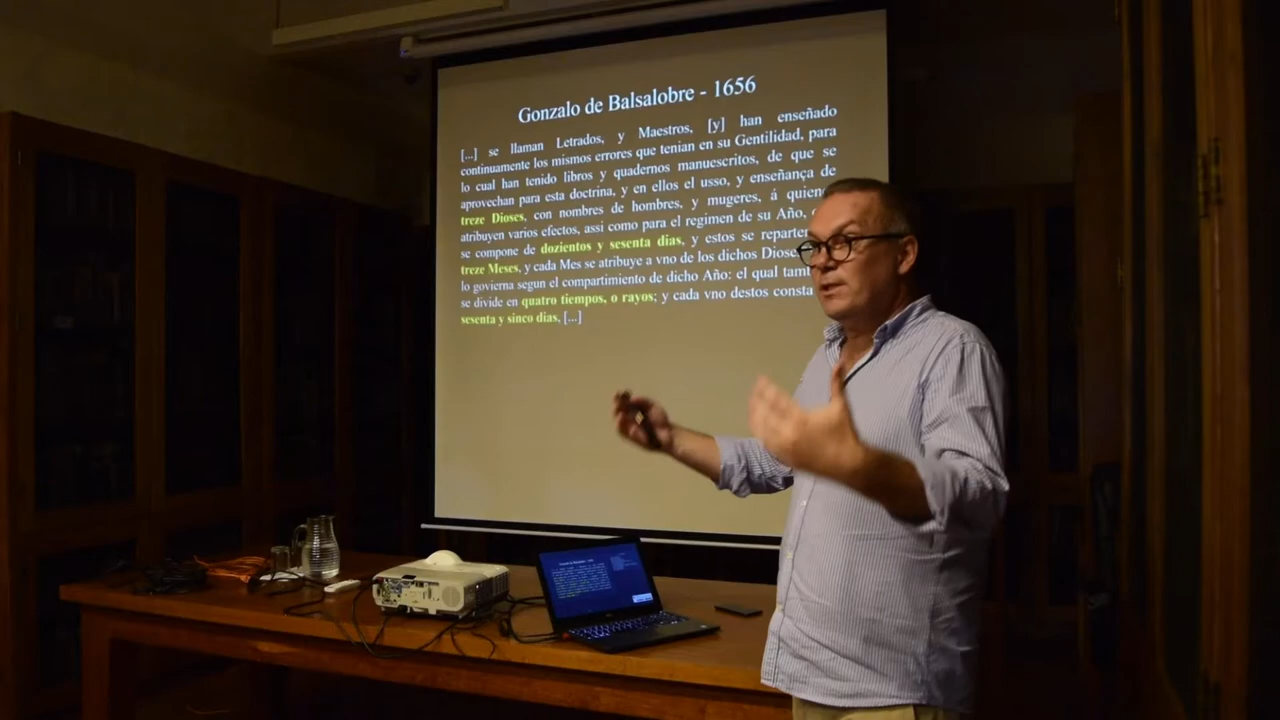 Gonzalo de Balsalobre - 1656
[...] se llaman Letrados, y Maestros, [y] han enseñado
continuamente los mismos errores que tenian en su Gentilidad, para
lo cual han tenido libros y quadernos manuescritos, de que se
aprovechan para esta doctrina, y en ellos el usso, y enseñança de
treze Dioses, con nombres de hombres, y mugeres, á
atribuyen varios efectos, assi como para el regimen de su Año,
se compone de dozientos y sesenta dias, y estos se
treze Meses, y cada Mes se atribuye a vno de los dichos
lo governa segun el compartimiento de dicho Año: el qual
se divide en quatro tiempos, o rayos; y cada vno destos consta
sesenta y sinco dias, [...]